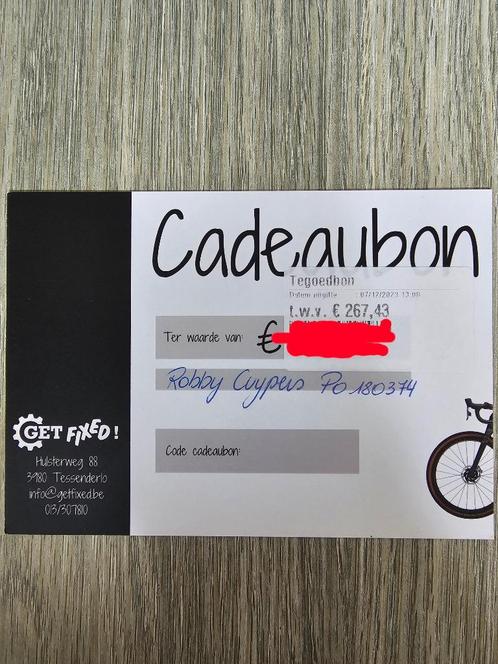 Cadeaubon
Tegoedbon
Datum uitgifte : 07/12/2023 13:08
t.w.v. € 267,43
Ter waarde van: €
Robby Cuypers PO 180374
Code cadeaubon:
GET FIXED!
Hulsterweg 88
3980 Tessenderlo
info@getfixed.be
013/307810